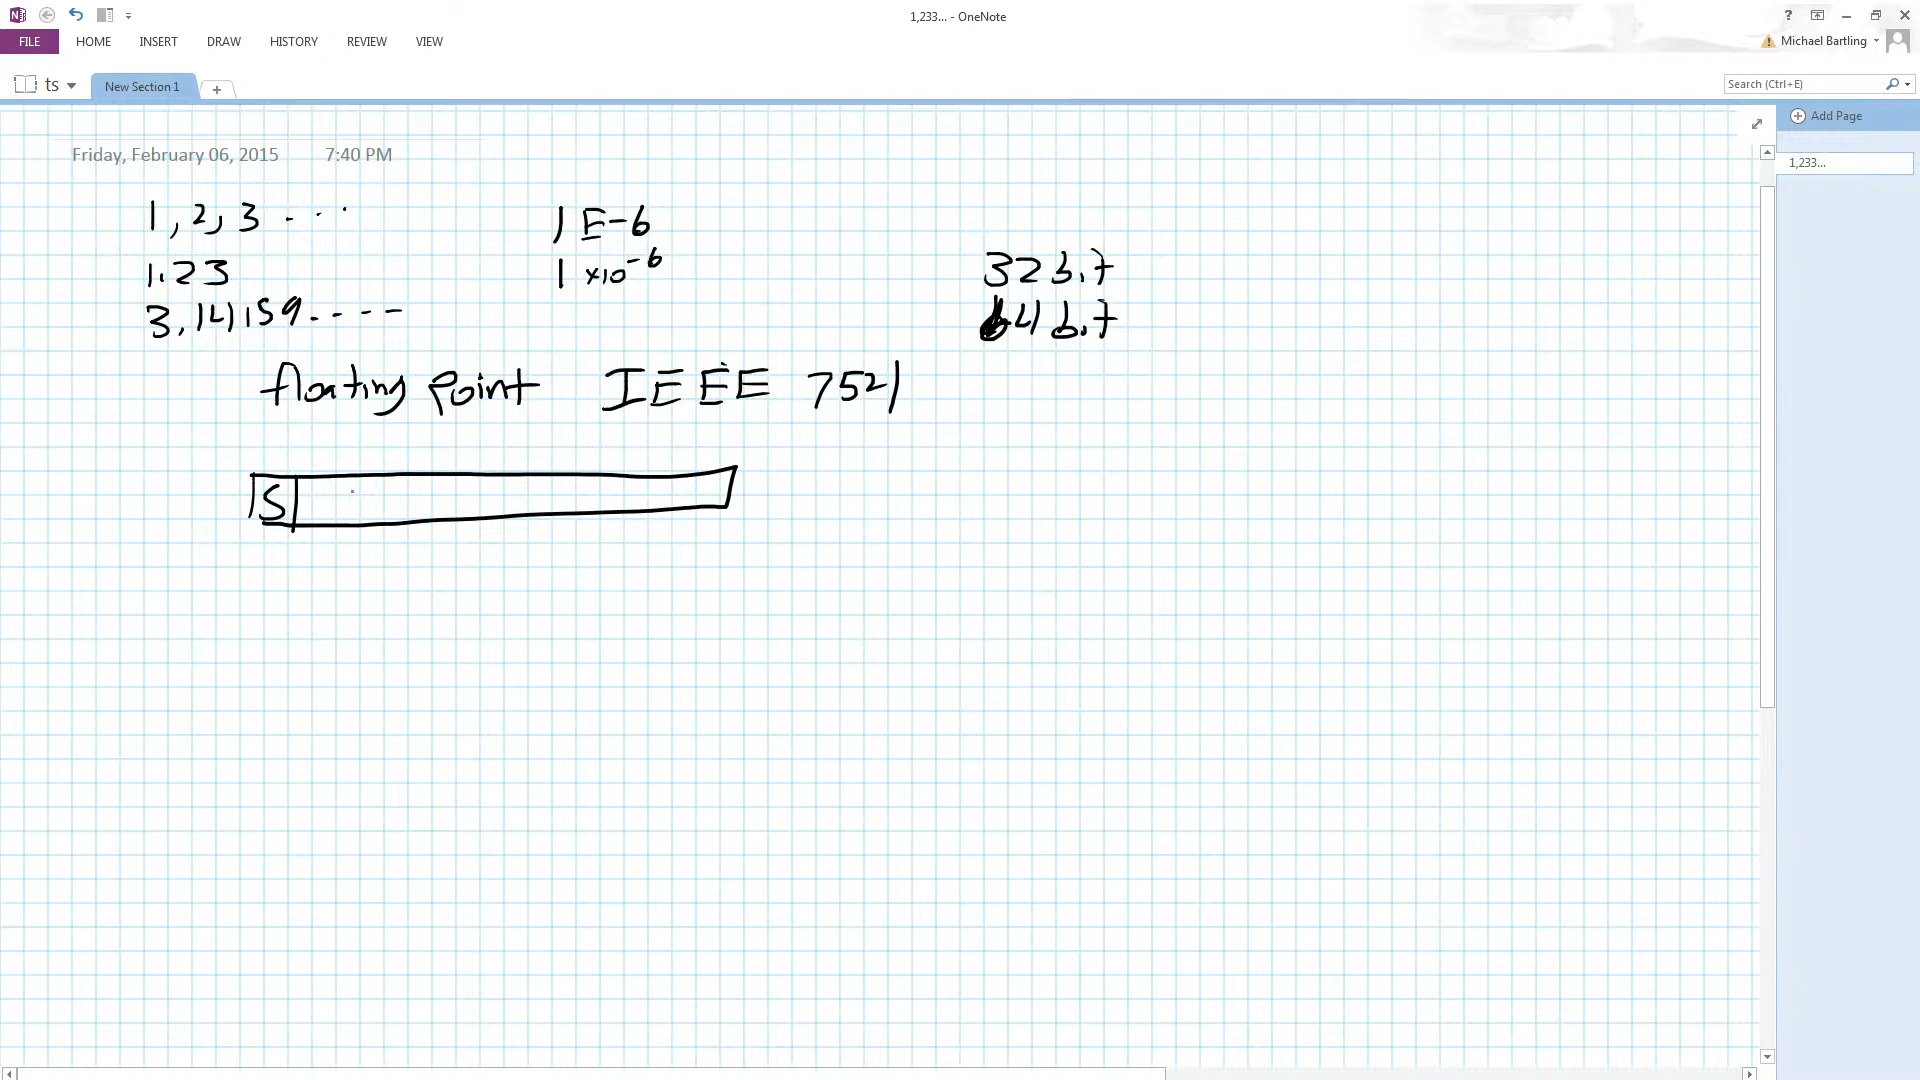 1,233... - OneNote
FILE HOME INSERT DRAW HISTORY REVIEW VIEW
Michael Bartling
ts New Section 1
Search (Ctrl+E)
Add Page
1,233...
Friday, February 06, 2015 7:40 PM
1, 2, 3 ...
1.23
3.14159....
1 E-6
1 x10^-6
323.7
floating point IEEE 754
S